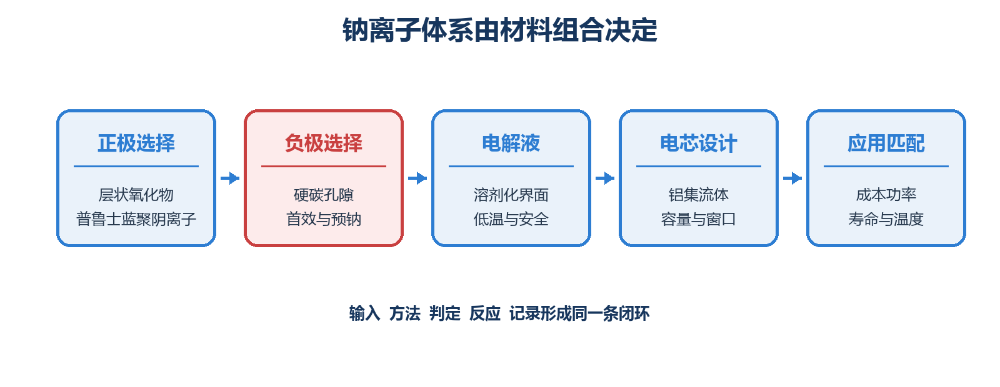 钠离子体系由材料组合决定
正极选择
层状氧化物
普鲁士蓝聚阴离子
负极选择
硬碳孔隙
首效与预钠
电解液
溶剂化界面
低温与安全
电芯设计
铝集流体
容量与窗口
应用匹配
成本功率
寿命与温度
输入 方法 判定 反应 记录形成同一条闭环